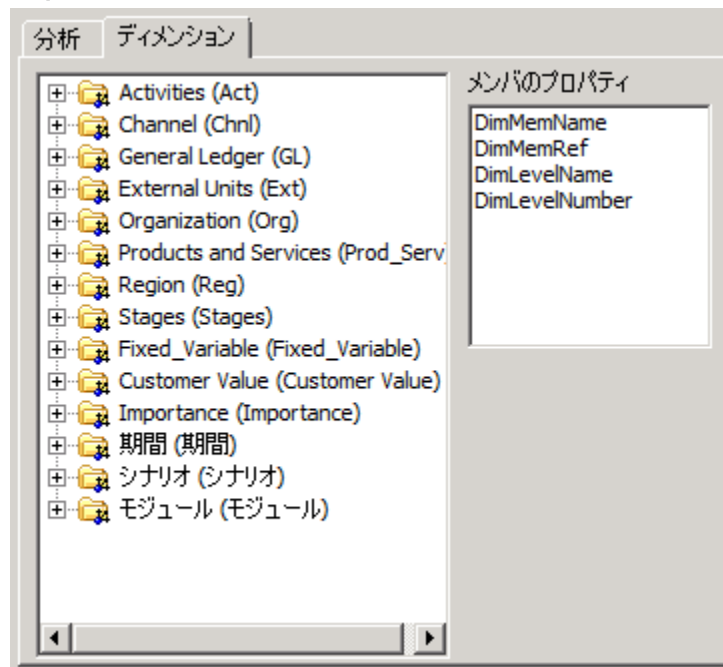 分析
ディメンション
Activities (Act)
Channel (Chnl)
General Ledger (GL)
External Units (Ext)
Organization (Org)
Products and Services (Prod_Serv)
Region (Reg)
Stages (Stages)
Fixed_Variable (Fixed_Variable)
Customer Value (Customer Value)
Importance (Importance)
期間 (期間)
シナリオ (シナリオ)
モジュール (モジュール)
メンバのプロパティ
DimMemName
DimMemRef
DimLevelName
DimLevelNumber